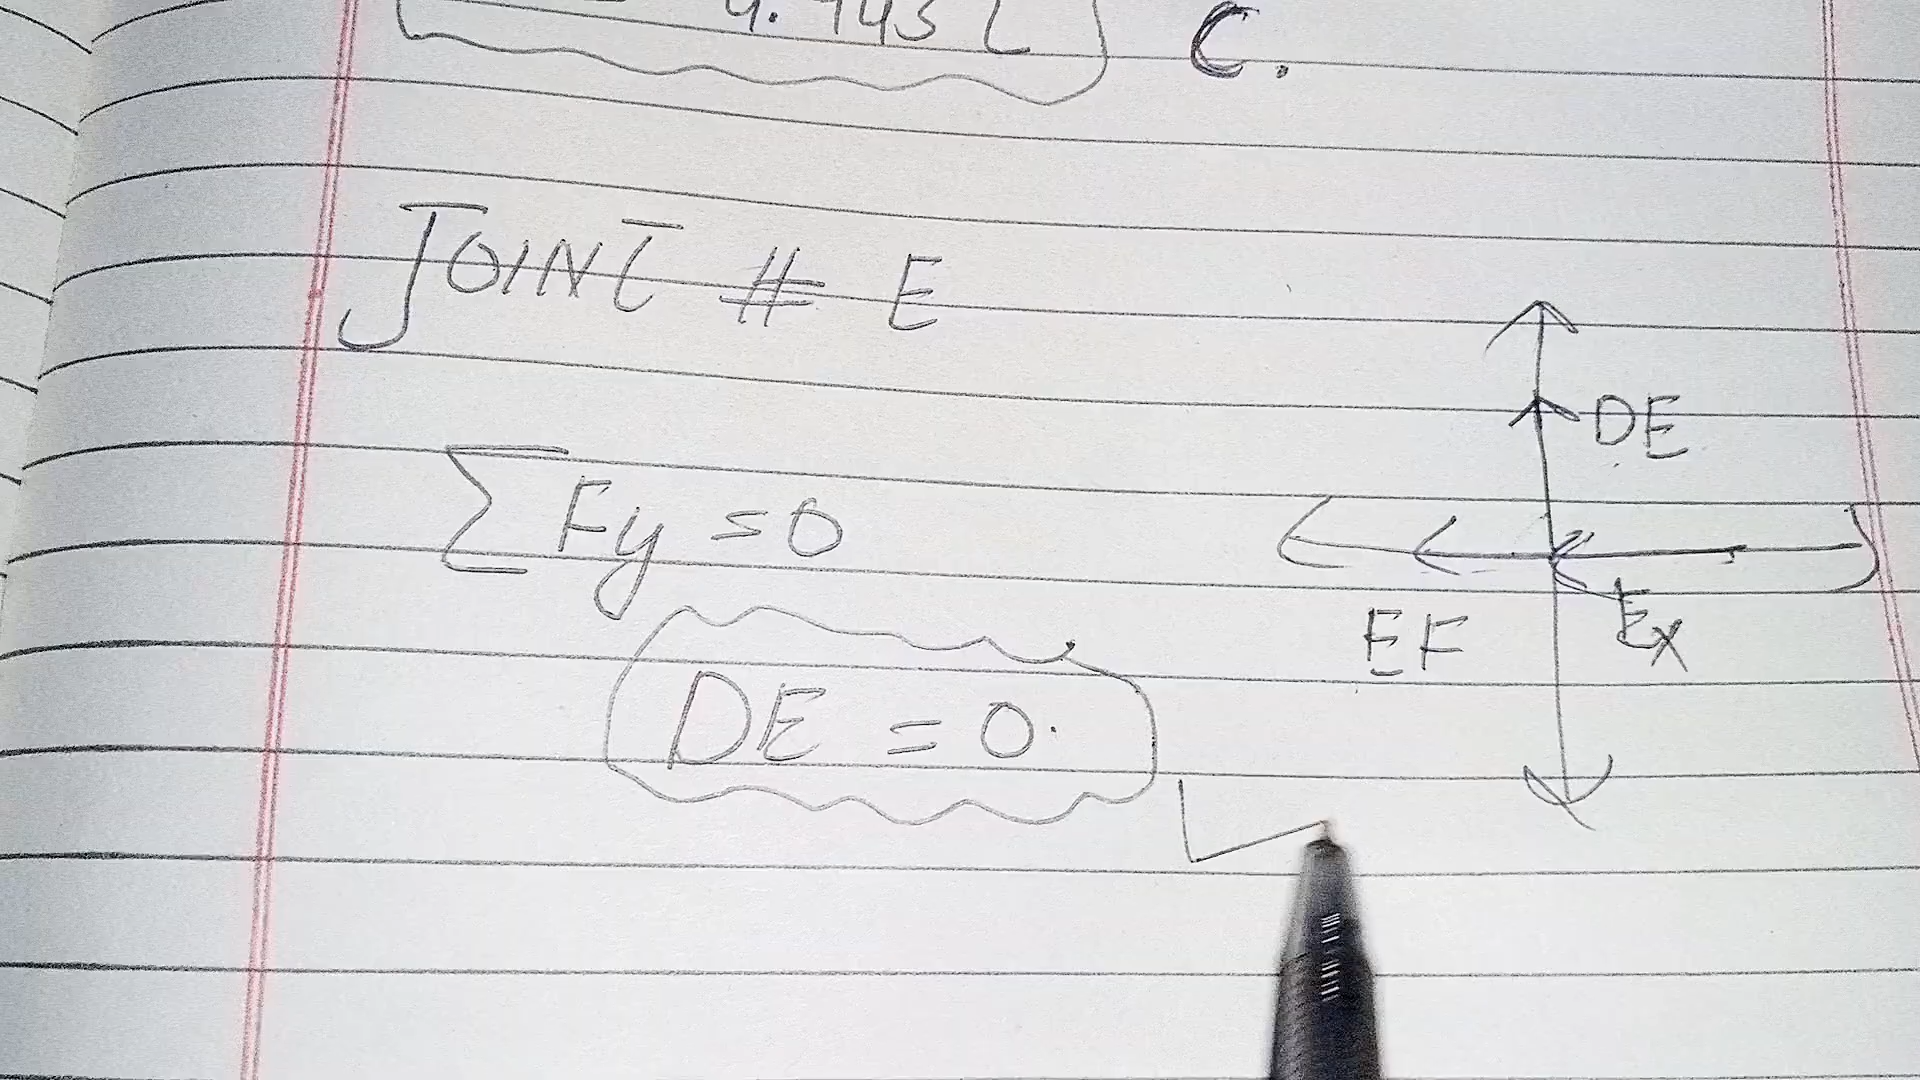 C.
JOINT # E
DE
∑ Fy = 0
EF
Ex
DE = 0.